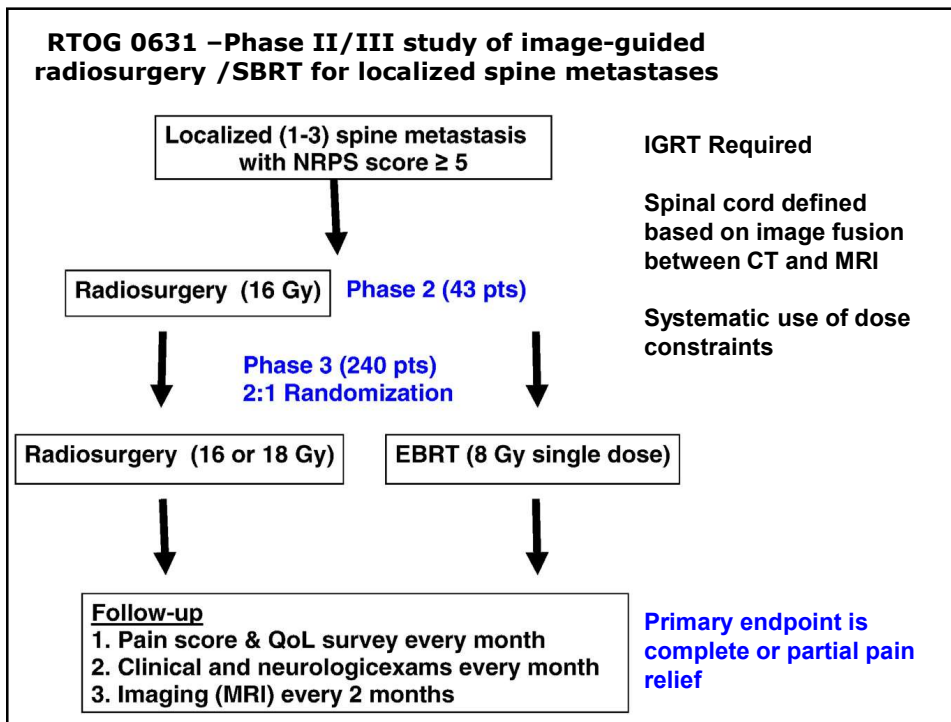 RTOG 0631 –Phase II/III study of image-guided
radiosurgery /SBRT for localized spine metastases
Localized (1-3) spine metastasis
with NRPS score ≥ 5
IGRT Required
Spinal cord defined
based on image fusion
between CT and MRI
Systematic use of dose
constraints
Radiosurgery (16 Gy)
Phase 2 (43 pts)
Phase 3 (240 pts)
2:1 Randomization
Radiosurgery (16 or 18 Gy)
EBRT (8 Gy single dose)
Follow-up
1. Pain score & QoL survey every month
2. Clinical and neurologicexams every month
3. Imaging (MRI) every 2 months
Primary endpoint is
complete or partial pain
relief